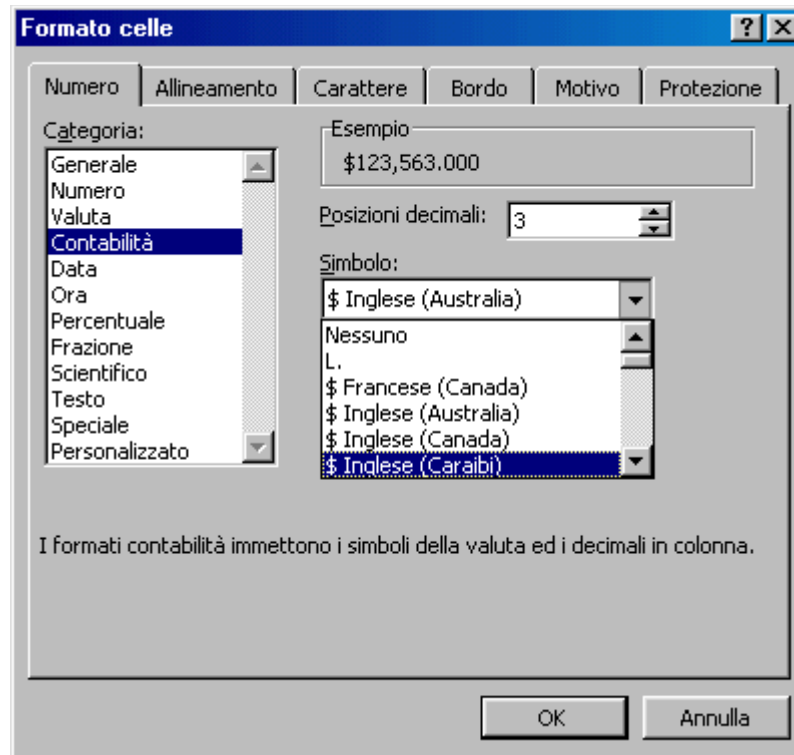 Formato celle
Numero Allineamento Carattere Bordo Motivo Protezione
Categoria:
Generale
Numero
Valuta
Contabilità
Data
Ora
Percentuale
Frazione
Scientifico
Testo
Speciale
Personalizzato
Esempio
$123,563.000
Posizioni decimali: 3
Simbolo:
$ Inglese (Australia)
Nessuno
L.
$ Francese (Canada)
$ Inglese (Australia)
$ Inglese (Canada)
$ Inglese (Caraibi)
I formati contabilità immettono i simboli della valuta ed i decimali in colonna.
OK Annulla